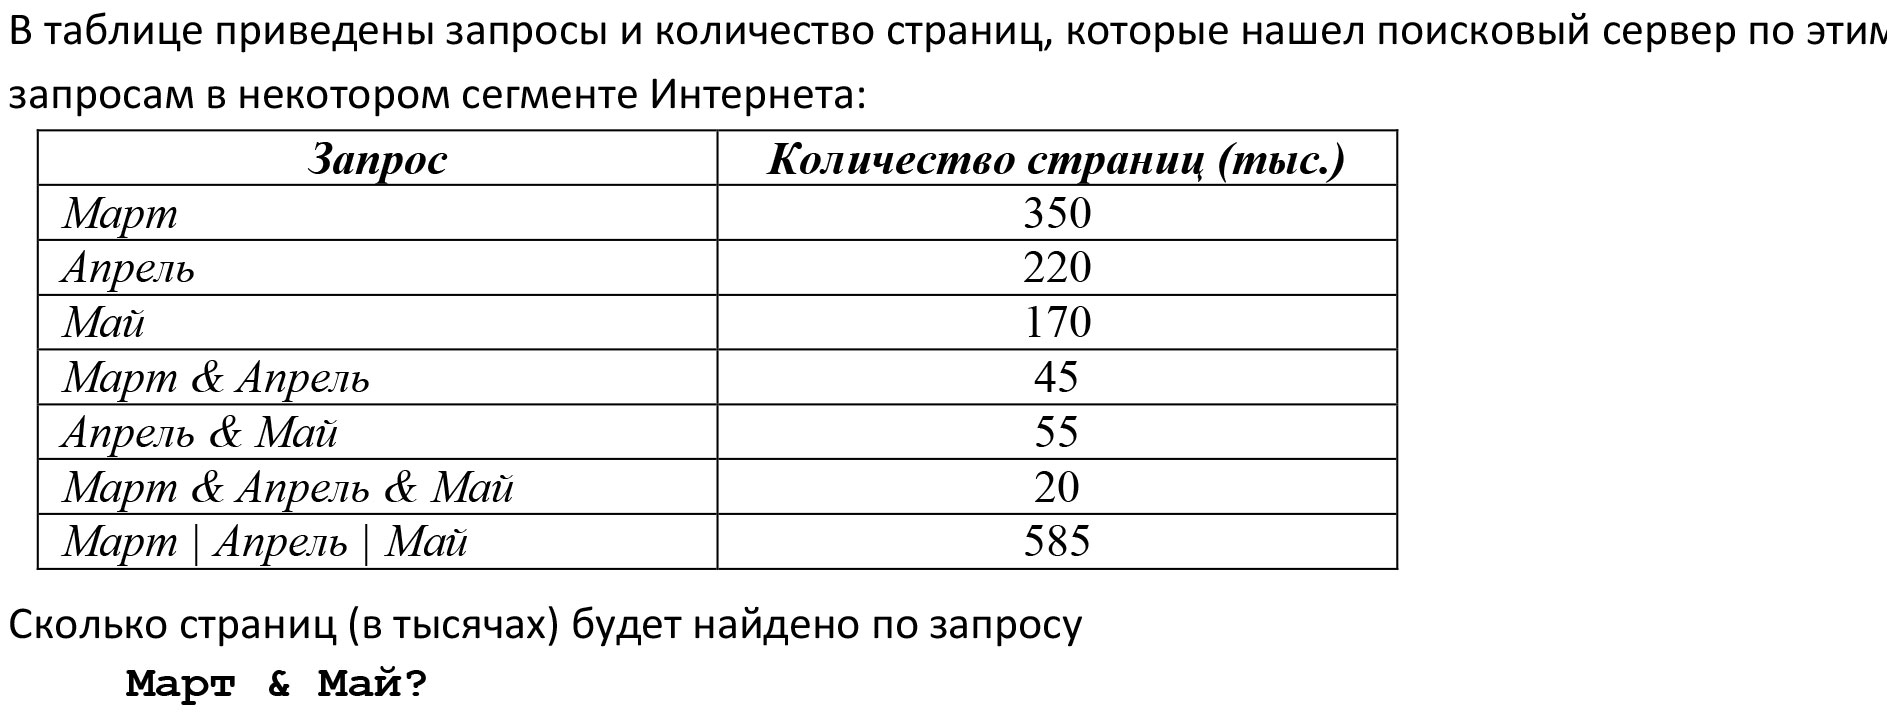 В таблице приведены запросы и количество страниц, которые нашел поисковый сервер по этим
запросам в некотором сегменте Интернета:
Запрос Количество страниц (тыс.)
Март 350
Апрель 220
Май 170
Март & Апрель 45
Апрель & Май 55
Март & Апрель & Май 20
Март | Апрель | Май 585
Сколько страниц (в тысячах) будет найдено по запросу
Март & Май?